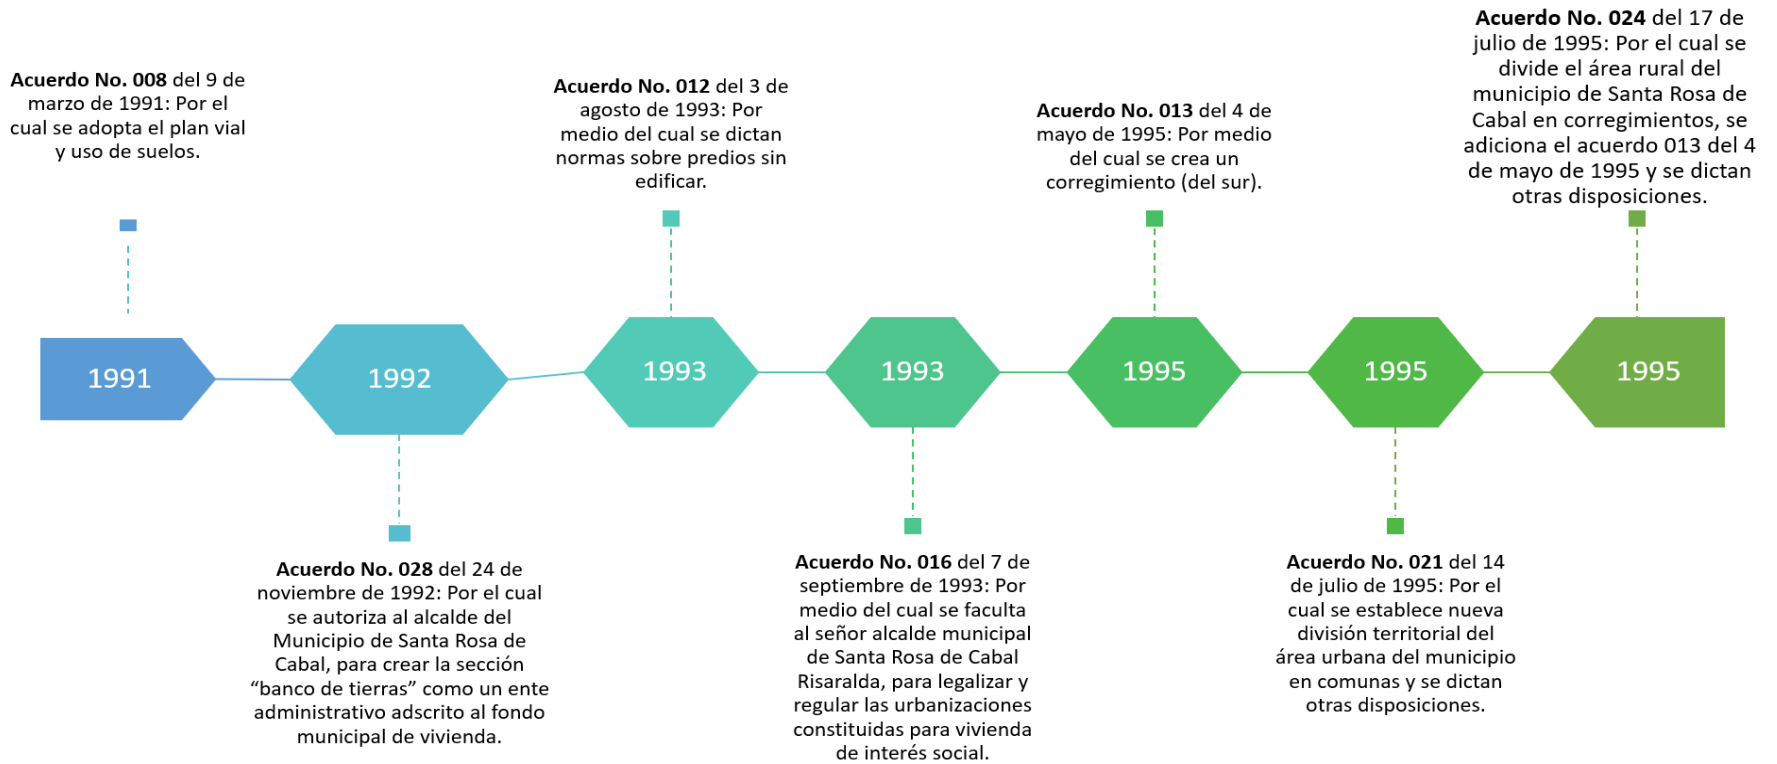 Acuerdo No. 008 del 9 de
marzo de 1991: Por el
cual se adopta el plan vial
y uso de suelos.
Acuerdo No. 012 del 3 de
agosto de 1993: Por
medio del cual se dictan
normas sobre predios sin
edificar.
Acuerdo No. 013 del 4 de
mayo de 1995: Por medio
del cual se crea un
corregimiento (del sur).
Acuerdo No. 024 del 17 de
julio de 1995: Por el cual se
divide el área rural del
municipio de Santa Rosa de
Cabal en corregimientos, se
adiciona el acuerdo 013 del 4
de mayo de 1995 y se dictan
otras disposiciones.
1991
1992
1993
1993
1995
1995
1995
Acuerdo No. 028 del 24 de
noviembre de 1992: Por el cual
se autoriza al alcalde del
Municipio de Santa Rosa de
Cabal, para crear la sección
“banco de tierras” como un ente
administrativo adscrito al fondo
municipal de vivienda.
Acuerdo No. 016 del 7 de
septiembre de 1993: Por
medio del cual se faculta
al señor alcalde municipal
de Santa Rosa de Cabal
Risaralda, para legalizar y
regular las urbanizaciones
constituidas para vivienda
de interés social.
Acuerdo No. 021 del 14
de julio de 1995: Por el
cual se establece nueva
división territorial del
área urbana del municipio
en comunas y se dictan
otras disposiciones.